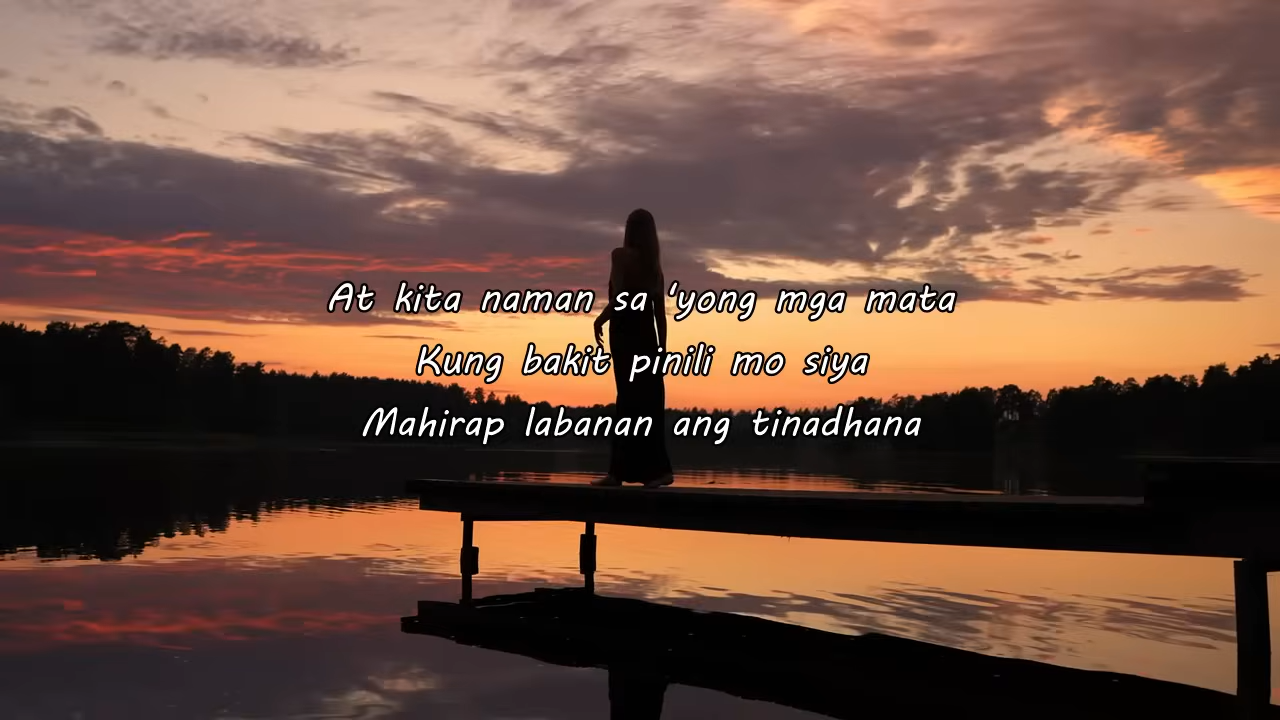 At kita naman sa ‘yong mga mata
Kung bakit pinili mo siya
Mahirap labanan ang tinadhana